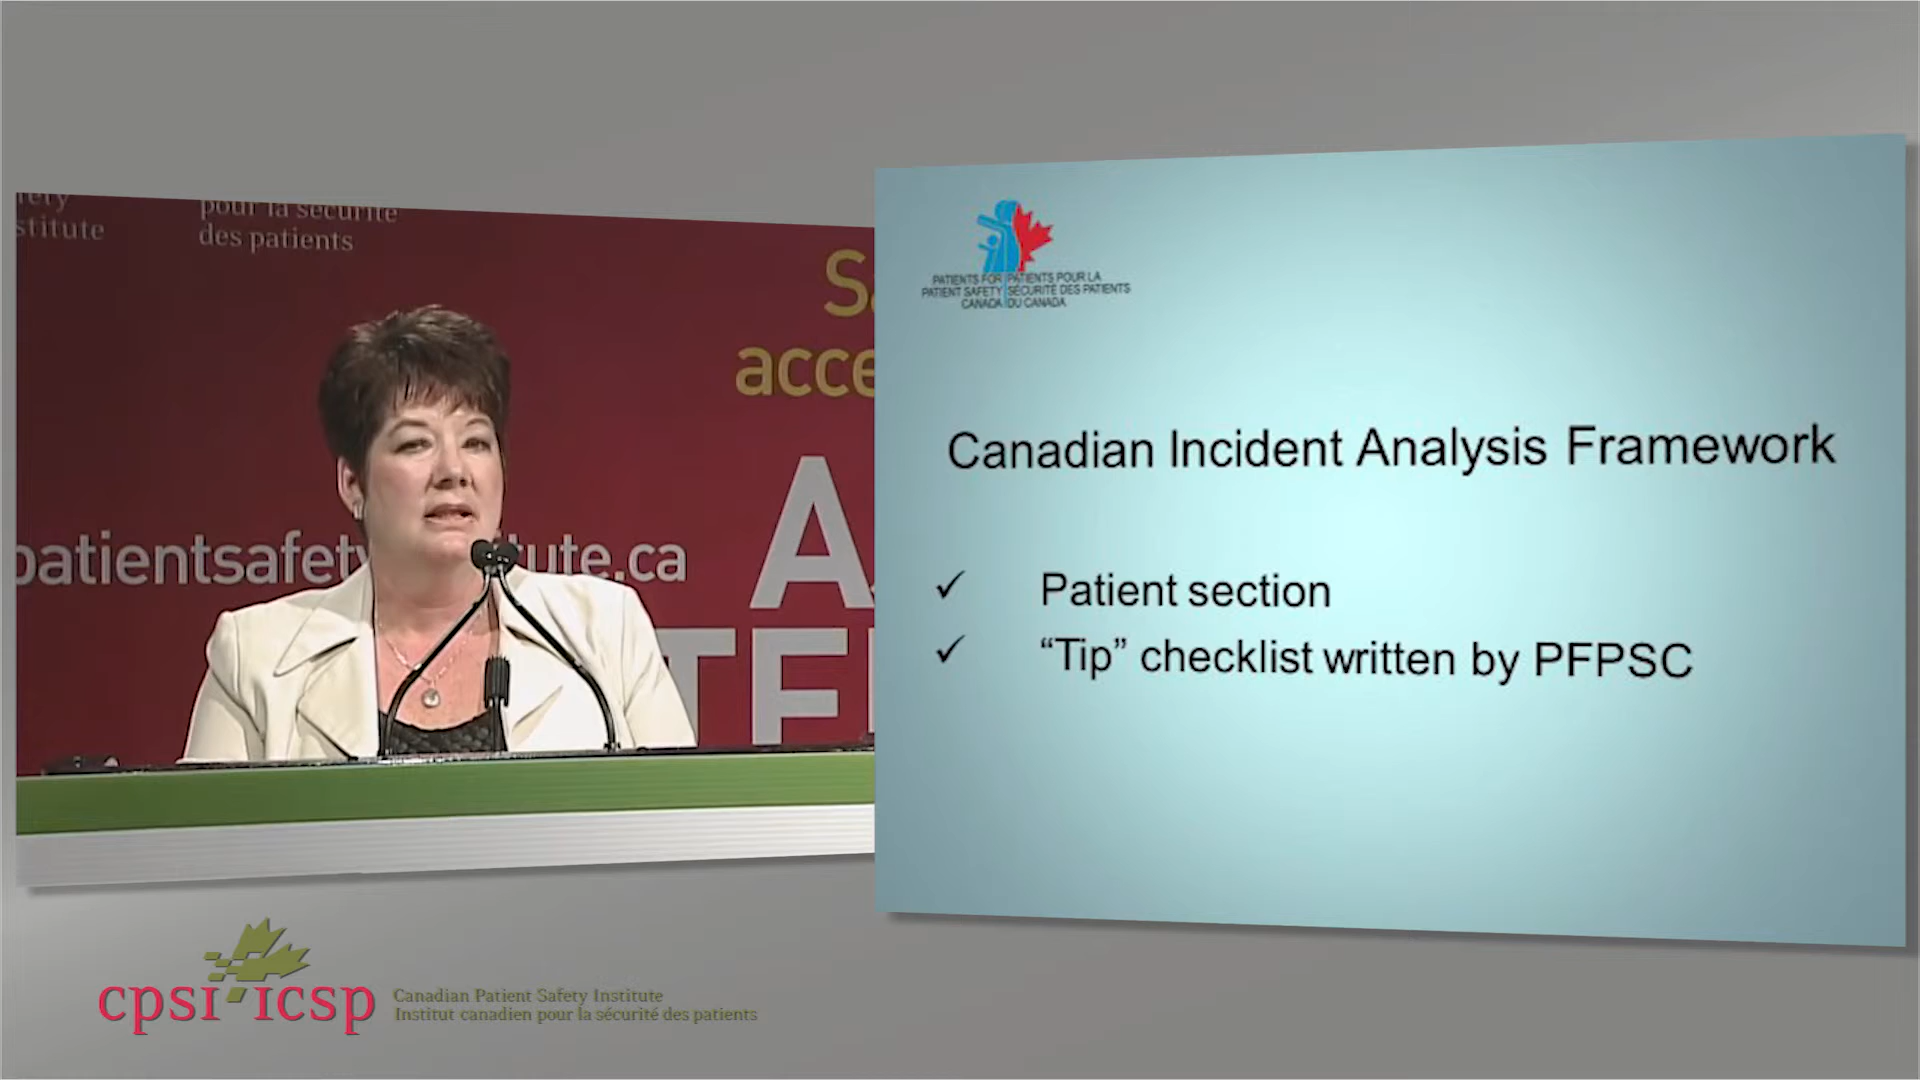 stitute
pour la sécurité
des patients
acce
patientsafety
ute.ca
A
TE
PATIENTS FOR PATIENTS POUR LA
PATIENT SAFETY SÉCURITÉ DES PATIENTS
CANADA DU CANADA
Canadian Incident Analysis Framework
✓ Patient section
✓ “Tip” checklist written by PFPSC
cpsi icsp
Canadian Patient Safety Institute
Institut canadien pour la sécurité des patients